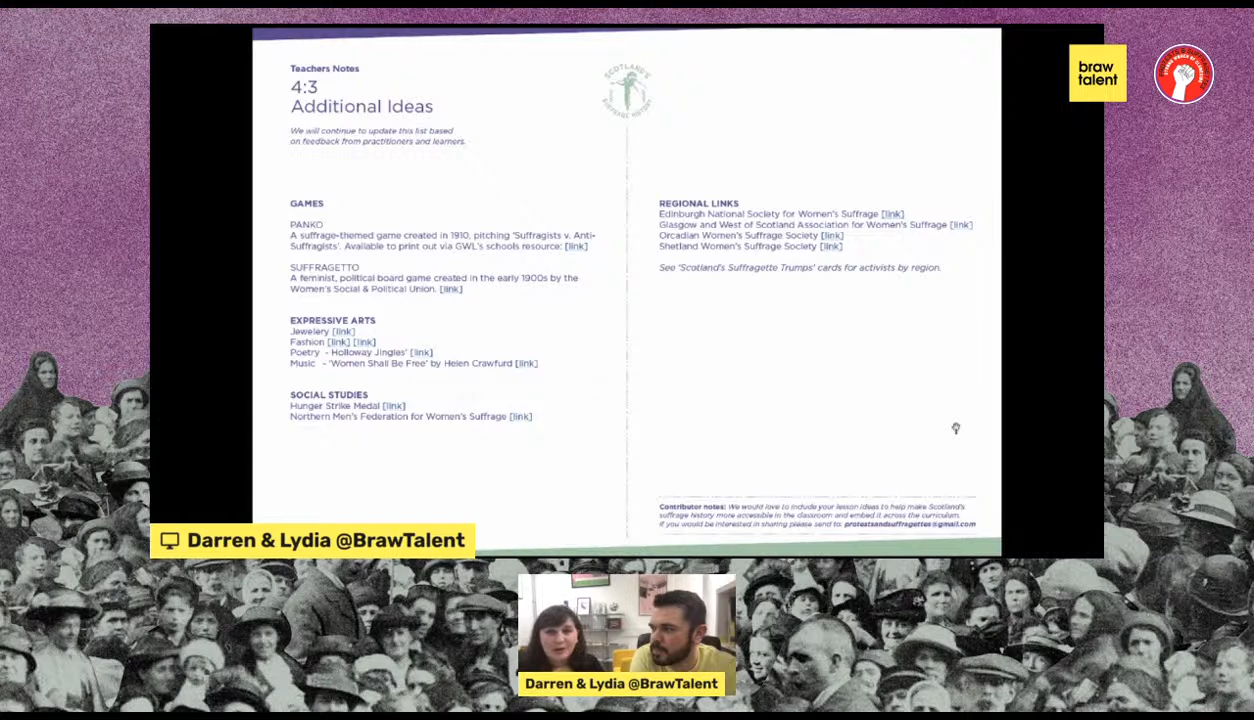 Teachers Notes
4:3
Additional Ideas
We will continue to update this list based
on feedback from practitioners and learners.
SCOTLAND'S
SUFFRAGE HISTORY
GAMES
PANKO
A suffrage-themed game created in 1910, pitching 'Suffragists v. Anti-
Suffragists'. Available to print out via GWL's schools resource: [link]
SUFFRAGETTO
A feminist, political board game created in the early 1900s by the
Women's Social & Political Union. [link]
EXPRESSIVE ARTS
Jewelery [link]
Fashion [link] [link]
Poetry - Holloway Jingles' [link]
Music - 'Women Shall Be Free' by Helen Crawfurd [link]
SOCIAL STUDIES
Hunger Strike Medal [link]
Northern Men's Federation for Women's Suffrage [link]
REGIONAL LINKS
Edinburgh National Society for Women's Suffrage [link]
Glasgow and West of Scotland Association for Women's Suffrage [link]
Orcadian Women's Suffrage Society [link]
Shetland Women's Suffrage Society [link]
See 'Scotland's Suffragette Trumps' cards for activists by region.
Contributor notes: We would love to include your lesson ideas to help make Scotland's
suffrage history more accessible in the classroom and embed it across the curriculum.
If you would be interested in sharing please send to: protestsandsuffragettes@gmail.com
braw
talent
Darren & Lydia @BrawTalent
Darren & Lydia @BrawTalent